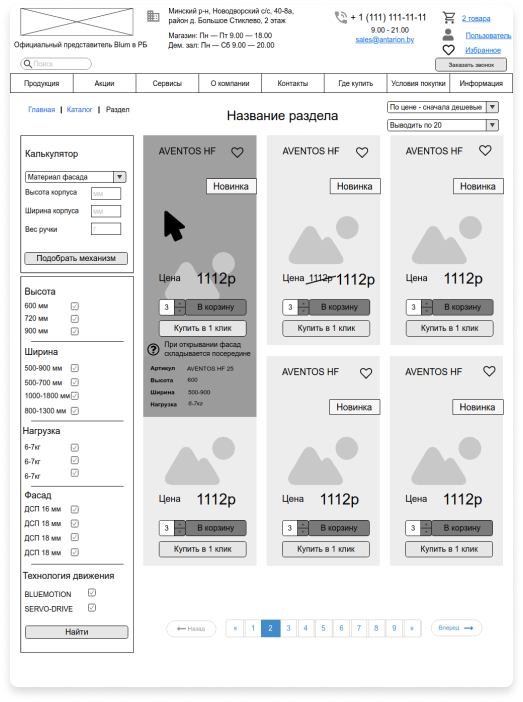 Минский р-н, Новодворский с/с, 40-8а,
район д. Большое Стиклево, 2 этаж
Магазин: Пн — Пт 9.00 — 18.00
Дем. зал: Пн — Сб 9.00 — 20.00
+ 1 (111) 111-11-11
9.00 - 21.00
sales@antarion.by
2 товара
Пользователь
Избранное
Официальный представитель Blum в РБ
Поиск
Заказать звонок
Продукция
Акции
Сервисы
О компании
Контакты
Где купить
Условия покупки
Информация
Главная | Каталог | Раздел
Название раздела
По цене - сначала дешевые
Выводить по 20
Калькулятор
Материал фасада
Высота корпуса мм
Ширина корпуса мм
Вес ручки г
Подобрать механизм
Высота
600 мм
720 мм
900 мм
Ширина
500-900 мм
500-700 мм
1000-1800 мм
800-1300 мм
Нагрузка
6-7кг
6-7кг
6-7кг
Фасад
ДСП 16 мм
ДСП 18 мм
ДСП 18 мм
ДСП 18 мм
Технология движения
BLUEMOTION
SERVO-DRIVE
Найти
AVENTOS HF
Новинка
Цена 1112р
3 В корзину
Купить в 1 клик
При открывании фасад
складывается посередине
Артикул AVENTOS HF 25
Высота 600
Ширина 500-900
Нагрузка 6-7кг
AVENTOS HF
Новинка
Цена 1112р 1112р
3 В корзину
Купить в 1 клик
AVENTOS HF
Новинка
Цена 1112р
3 В корзину
Купить в 1 клик
Цена 1112р
3 В корзину
Купить в 1 клик
AVENTOS HF
Новинка
Цена 1112р
3 В корзину
Купить в 1 клик
AVENTOS HF
Новинка
Цена 1112р
3 В корзину
Купить в 1 клик
Назад « 1 2 3 4 5 6 7 8 9 » Вперед